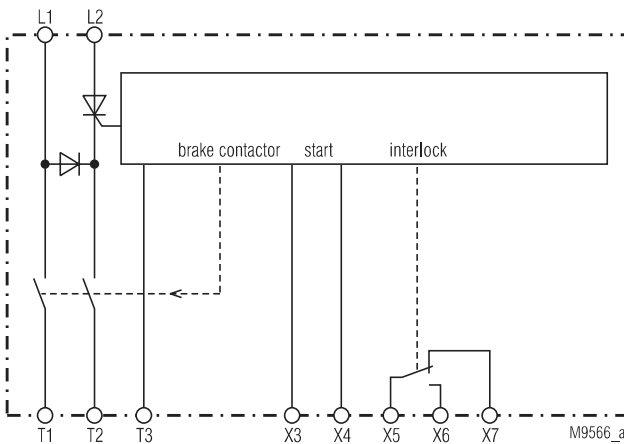 L1 L2
brake contactor start interlock
T1 T2 T3 X3 X4 X5 X6 X7
M9566_a